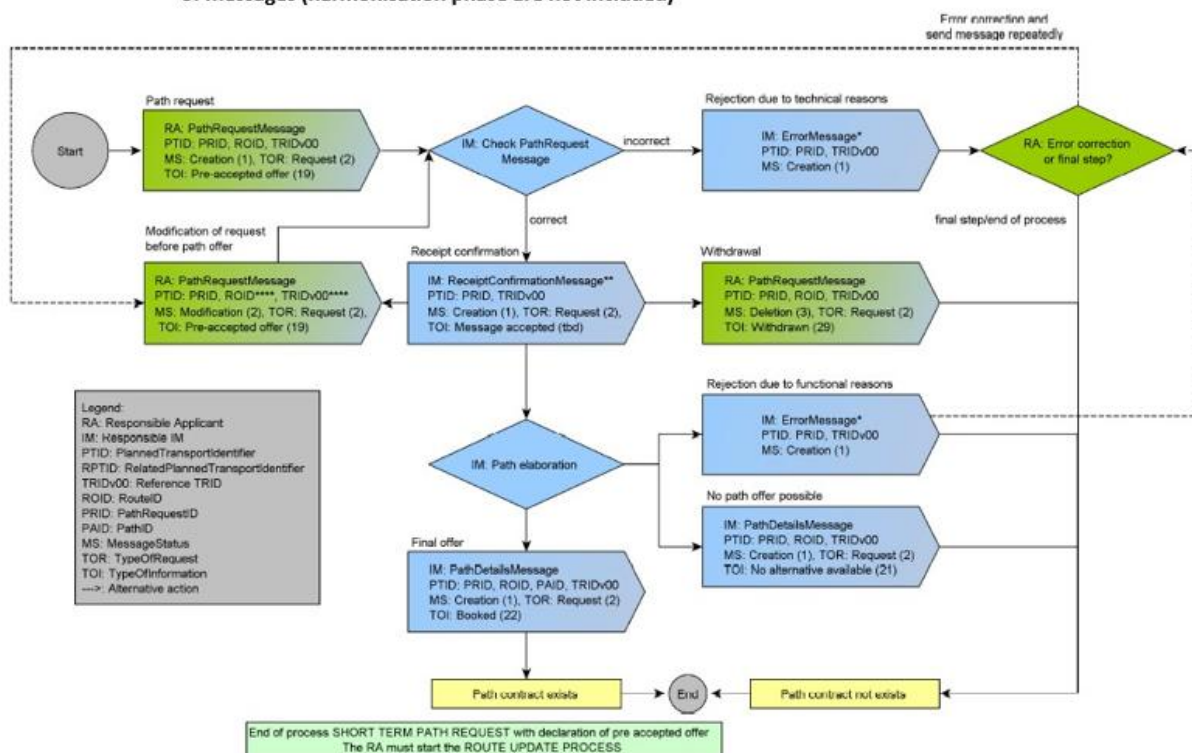 of messages (harmonisation phase are not included)
Error correction and
send message repeatedly
Path request
Rejection due to technical reasons
Start
RA: PathRequestMessage
PTID: PRID, ROID, TRIDv00
MS: Creation (1), TOR: Request (2)
TOI: Pre-accepted offer (19)
IM: Check PathRequest
Message
incorrect
IM: ErrorMessage*
PTID: PRID, TRIDv00
MS: Creation (1)
RA: Error correction
or final step?
correct
final step/end of process
Modification of request
before path offer
Receipt confirmation
Withdrawal
RA: PathRequestMessage
PTID: PRID, ROID****, TRIDv00****
MS: Modification (2), TOR: Request (2),
TOI: Pre-accepted offer (19)
IM: ReceiptConfirmationMessage**
PTID: PRID, TRIDv00
MS: Creation (1), TOR: Request (2),
TOI: Message accepted (tbd)
RA: PathRequestMessage
PTID: PRID, ROID, TRIDv00
MS: Deletion (3), TOR: Request (2)
TOI: Withdrawn (29)
Rejection due to functional reasons
IM: ErrorMessage*
PTID: PRID, TRIDv00
MS: Creation (1)
Legend:
RA: Responsible Applicant
IM: Responsible IM
PTID: PlannedTransportIdentifier
RPTID: RelatedPlannedTransportIdentifier
TRIDv00: Reference TRID
ROID: RouteID
PRID: PathRequestID
PAID: PathID
MS: MessageStatus
TOR: TypeOfRequest
TOI: TypeOfInformation
--->: Alternative action
IM: Path elaboration
No path offer possible
IM: PathDetailsMessage
PTID: PRID, ROID, TRIDv00
MS: Creation (1), TOR: Request (2)
TOI: No alternative available (21)
Final offer
IM: PathDetailsMessage
PTID: PRID, ROID, PAID, TRIDv00
MS: Creation (1), TOR: Request (2)
TOI: Booked (22)
Path contract exists
End
Path contract not exists
End of process SHORT TERM PATH REQUEST with declaration of pre accepted offer
The RA must start the ROUTE UPDATE PROCESS